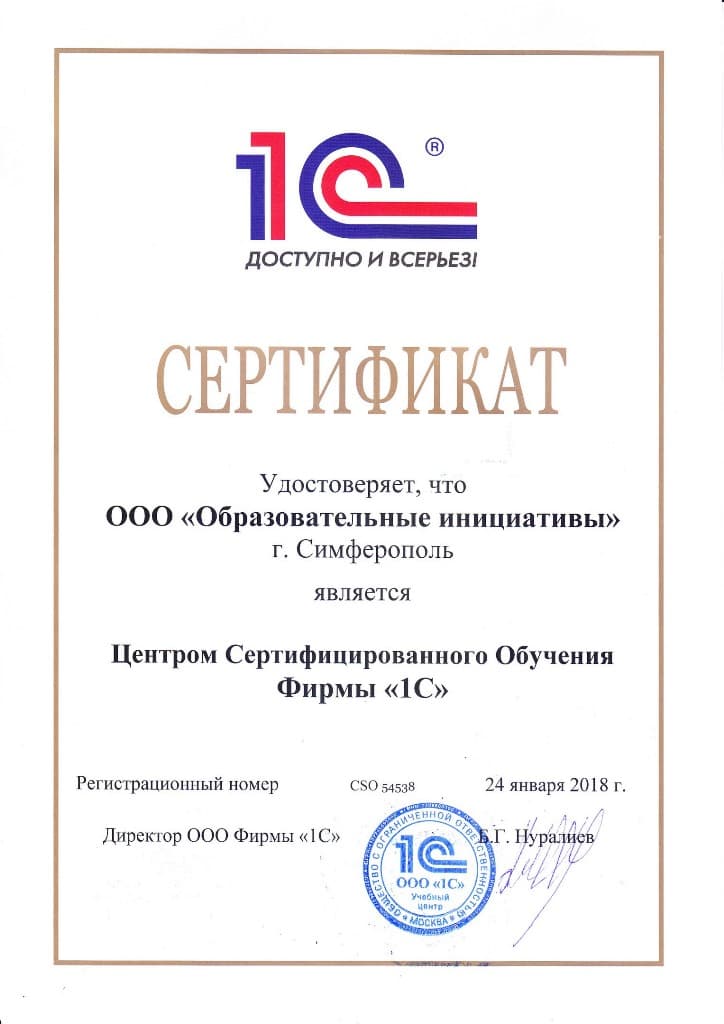 1С®
ДОСТУПНО И ВСЕРЬЕЗ!
СЕРТИФИКАТ
Удостоверяет, что
ООО «Образовательные инициативы»
г. Симферополь
является
Центром Сертифицированного Обучения
Фирмы «1С»
Регистрационный номер CSO 54538 24 января 2018 г.
Директор ООО Фирмы «1С» Б.Г. Нуралиев
ОБЩЕСТВО С ОГРАНИЧЕННОЙ ОТВЕТСТВЕННОСТЬЮ
1С
ООО «1С»
Учебный
центр
* МОСКВА *